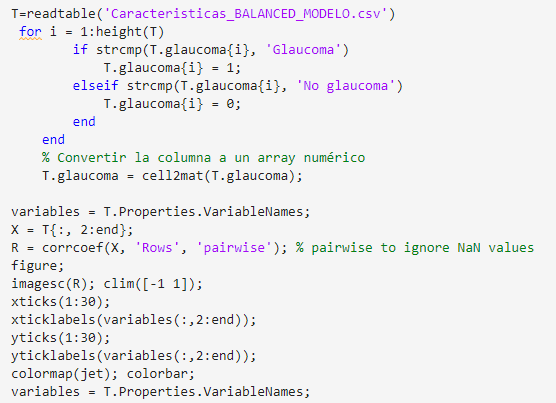 T=readtable('Caracteristicas_BALANCED_MODELO.csv')
for i = 1:height(T)
if strcmp(T.glaucoma{i}, 'Glaucoma')
T.glaucoma{i} = 1;
elseif strcmp(T.glaucoma{i}, 'No glaucoma')
T.glaucoma{i} = 0;
end
end
% Convertir la columna a un array numérico
T.glaucoma = cell2mat(T.glaucoma);
variables = T.Properties.VariableNames;
X = T{:, 2:end};
R = corrcoef(X, 'Rows', 'pairwise'); % pairwise to ignore NaN values
figure;
imagesc(R); clim([-1 1]);
xticks(1:30);
xticklabels(variables(:,2:end));
yticks(1:30);
yticklabels(variables(:,2:end));
colormap(jet); colorbar;
variables = T.Properties.VariableNames;